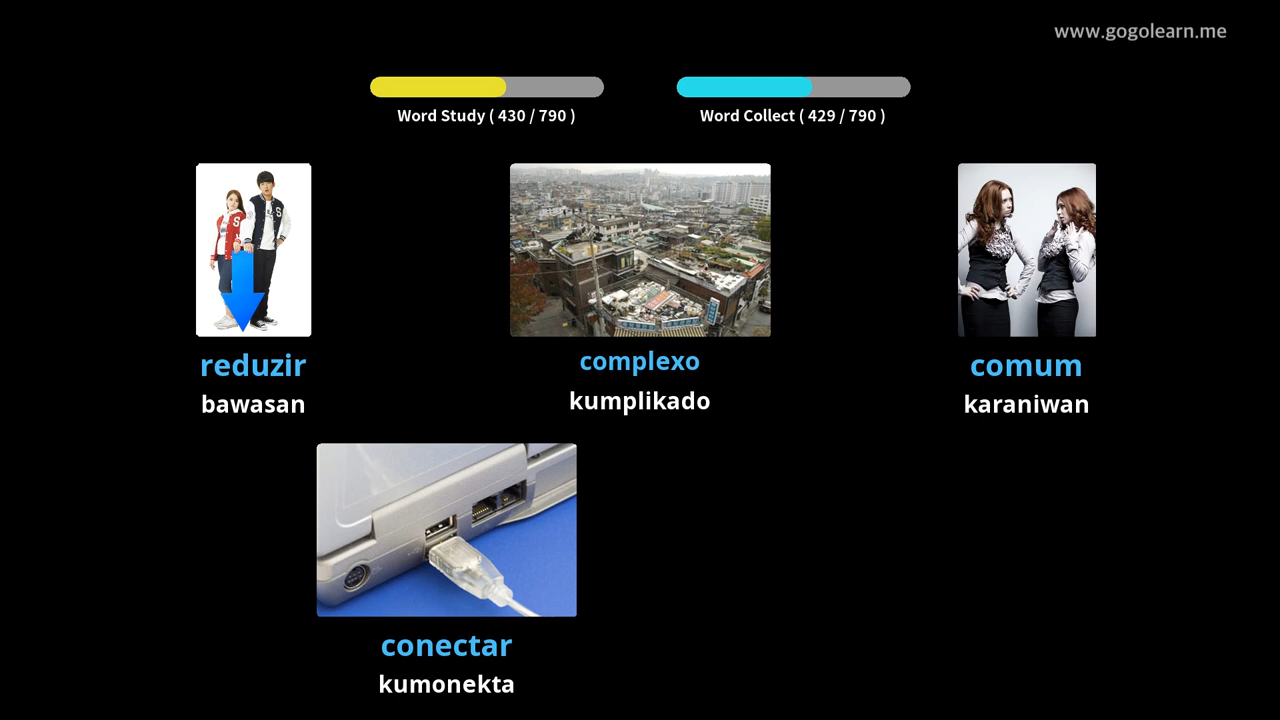 www.gogolearn.me
Word Study ( 430 / 790 )
Word Collect ( 429 / 790 )
reduzir
bawasan
complexo
kumplikado
comum
karaniwan
conectar
kumonekta